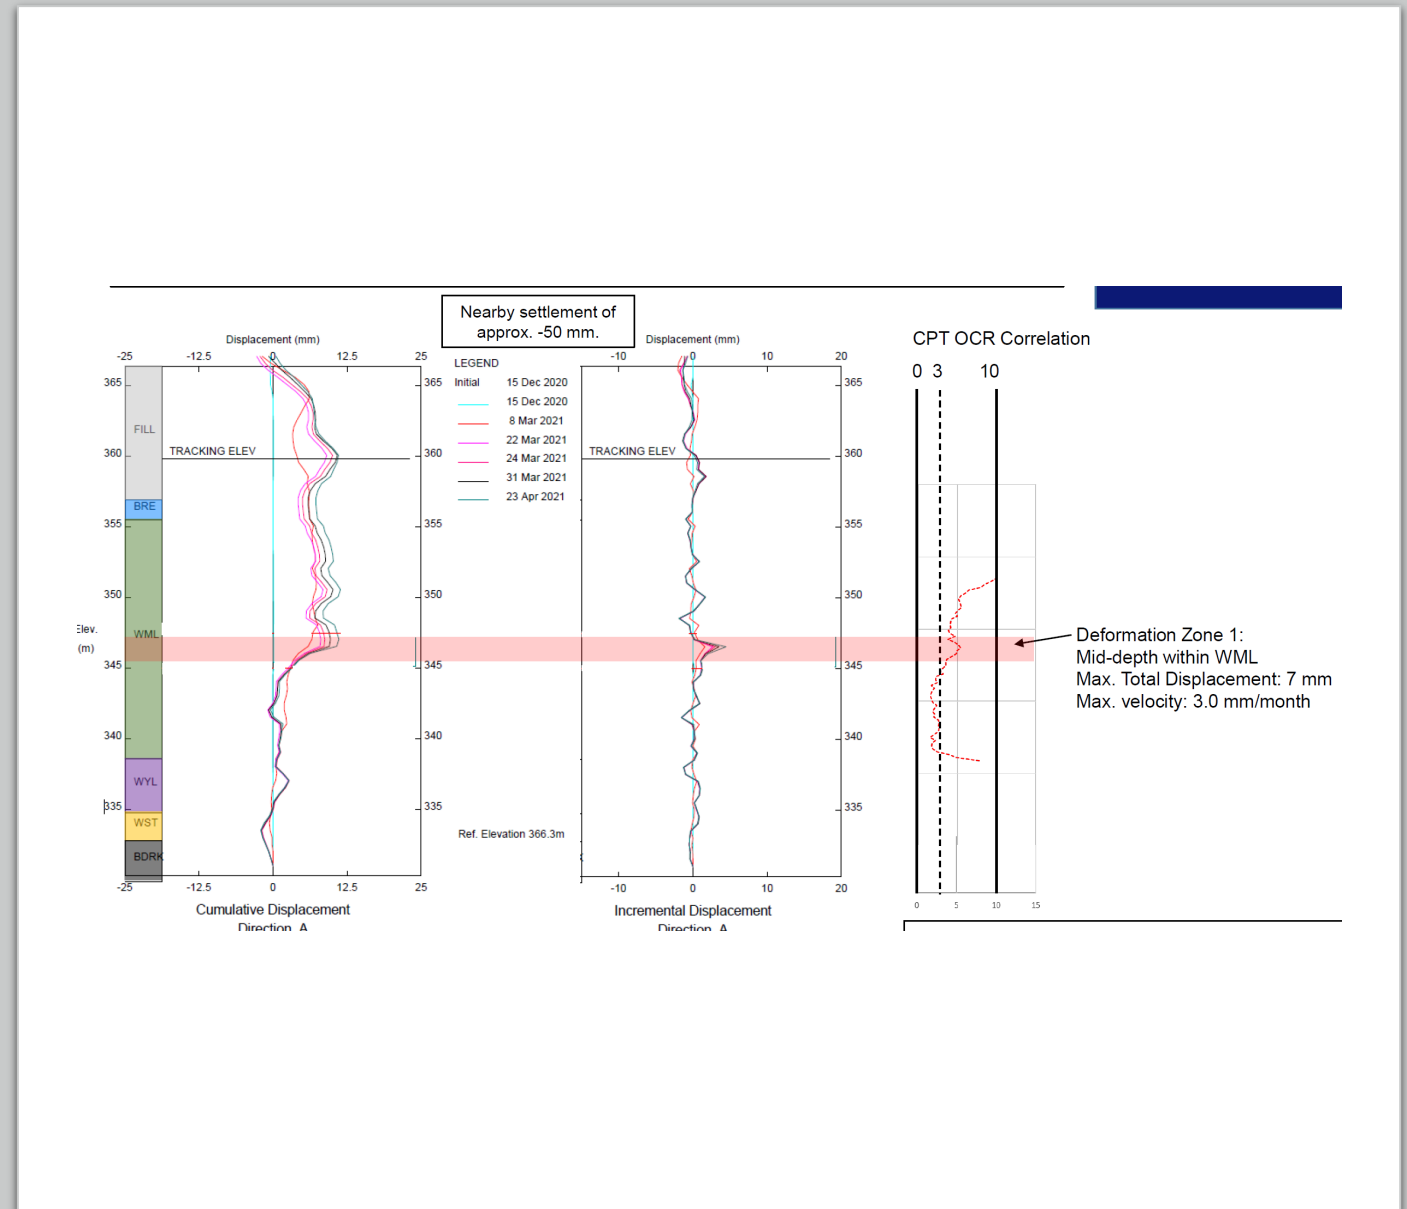 Nearby settlement of
approx. -50 mm.
Displacement (mm)
-25 -12.5 0 12.5 25
365
360
355
350
345
340
335
Elev.
(m)
FILL
BRE
WML
WYL
WST
BDRK
TRACKING ELEV
365
360
355
350
345
340
335
-25 -12.5 0 12.5 25
Cumulative Displacement
Direction A
LEGEND
Initial 15 Dec 2020
15 Dec 2020
8 Mar 2021
22 Mar 2021
24 Mar 2021
31 Mar 2021
23 Apr 2021
Ref. Elevation 366.3m
Displacement (mm)
-10 0 10 20
TRACKING ELEV
365
360
355
350
345
340
335
-10 0 10 20
Incremental Displacement
Direction A
CPT OCR Correlation
0 3 10
0 5 10 15
Deformation Zone 1:
Mid-depth within WML
Max. Total Displacement: 7 mm
Max. velocity: 3.0 mm/month